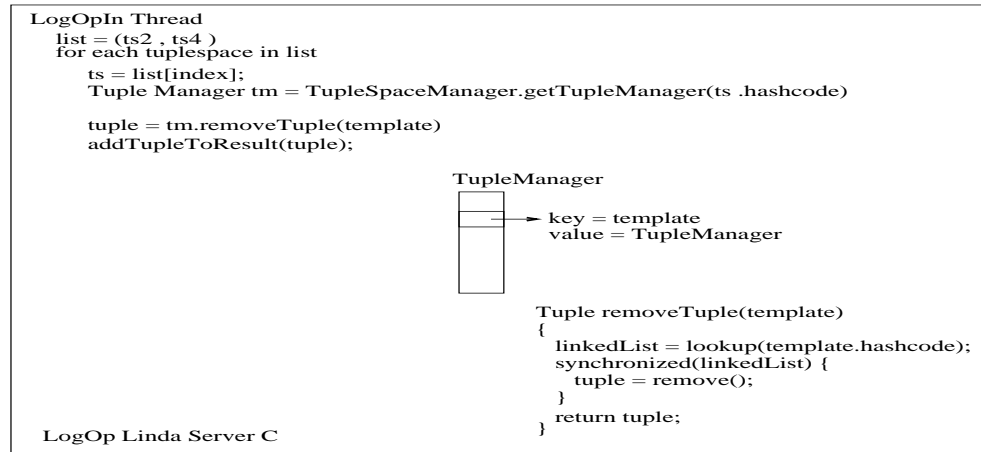 LogOpIn Thread
list = (ts2 , ts4 )
for each tuplespace in list
ts = list[index];
Tuple Manager tm = TupleSpaceManager.getTupleManager(ts .hashcode)
tuple = tm.removeTuple(template)
addTupleToResult(tuple);
TupleManager
key = template
value = TupleManager
Tuple removeTuple(template)
{
linkedList = lookup(template.hashcode);
synchronized(linkedList) {
tuple = remove();
}
return tuple;
}
LogOp Linda Server C